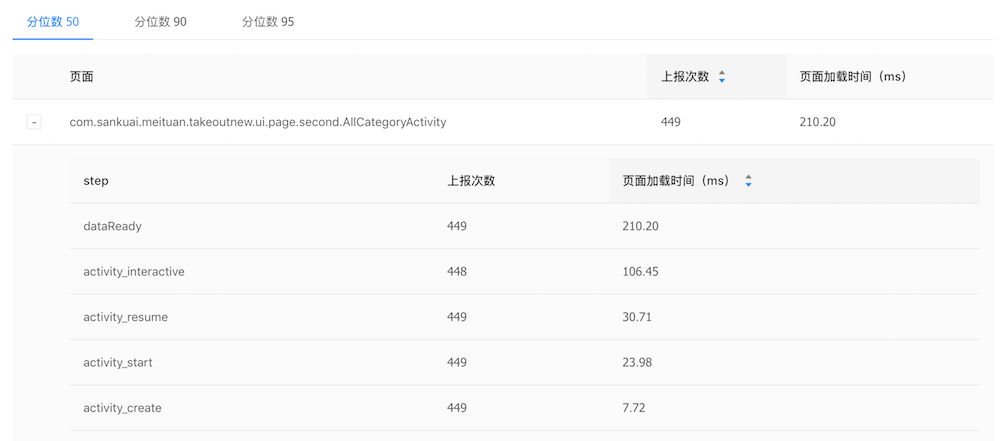 分位数 50 分位数 90 分位数 95
页面 上报次数 页面加载时间（ms）
- com.sankuai.meituan.takeoutnew.ui.page.second.AllCategoryActivity 449 210.20
step 上报次数 页面加载时间（ms）
dataReady 449 210.20
activity_interactive 448 106.45
activity_resume 449 30.71
activity_start 449 23.98
activity_create 449 7.72